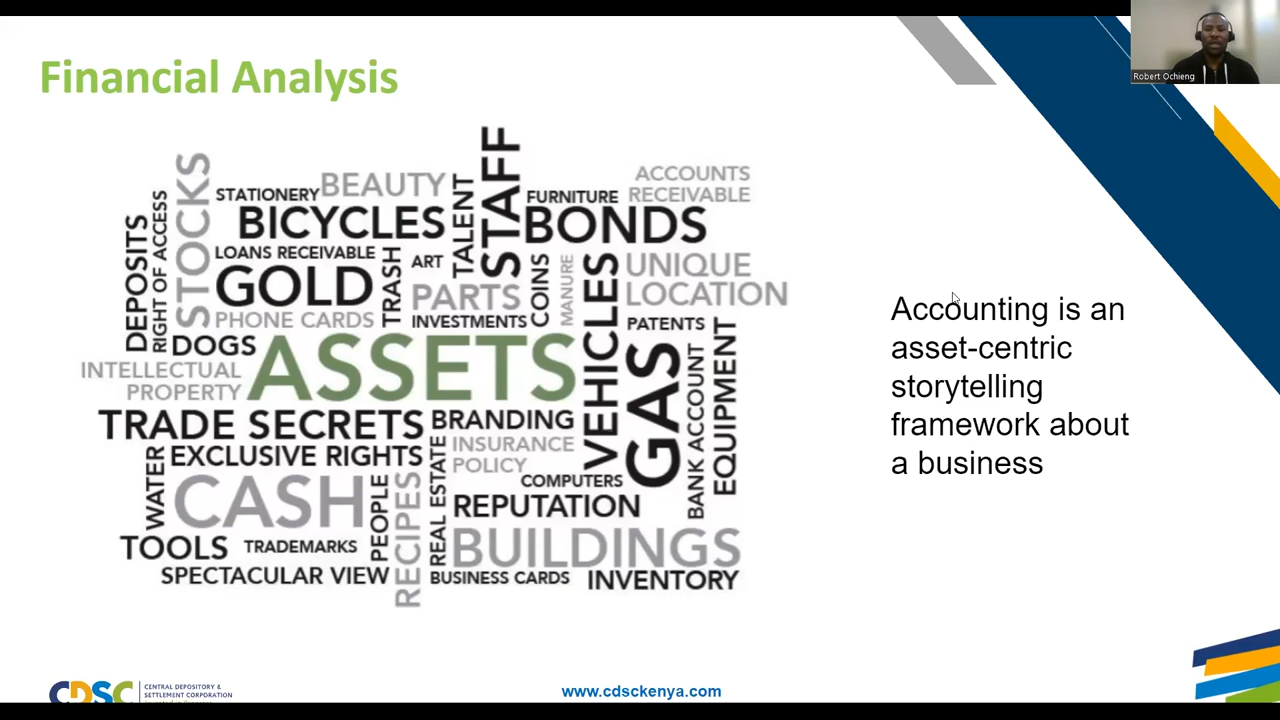 Robert Ochieng
Financial Analysis
STAFF
STOCKS
ACCOUNTS
RECEIVABLE
BEAUTY
TALENT
STATIONERY
FURNITURE
RIGHT OF ACCESS
DEPOSITS
BICYCLES
BONDS
LOANS RECEIVABLE
TRASH
ART
COINS
MANURE
VEHICLES
UNIQUE
LOCATION
GOLD
PARTS
PHONE CARDS
INVESTMENTS
PATENTS
DOGS
ASSETS
GAS
EQUIPMENT
BANK ACCOUNT
INTELLECTUAL
PROPERTY
TRADE SECRETS
BRANDING
INSURANCE
POLICY
EXCLUSIVE RIGHTS
WATER
CASH
PEOPLE
RECIPES
REAL ESTATE
COMPUTERS
REPUTATION
TOOLS
TRADEMARKS
BUILDINGS
SPECTACULAR VIEW
BUSINESS CARDS
INVENTORY
Accounting is an
asset-centric
storytelling
framework about
a business
CDSC
CENTRAL DEPOSITORY &
SETTLEMENT CORPORATION
www.cdsckenya.com